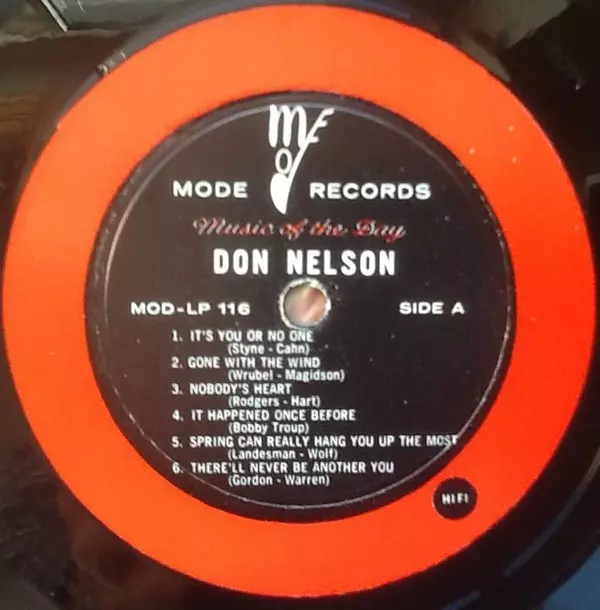 MODE
MODE RECORDS
Music of the Day
DON NELSON
MOD-LP 116 SIDE A
1. IT'S YOU OR NO ONE
(Styne - Cahn)
2. GONE WITH THE WIND
(Wrubel - Magidson)
3. NOBODY'S HEART
(Rodgers - Hart)
4. IT HAPPENED ONCE BEFORE
(Bobby Troup)
5. SPRING CAN REALLY HANG YOU UP THE MOST
(Landesman - Wolf)
6. THERE'LL NEVER BE ANOTHER YOU
(Gordon - Warren)
HIFI